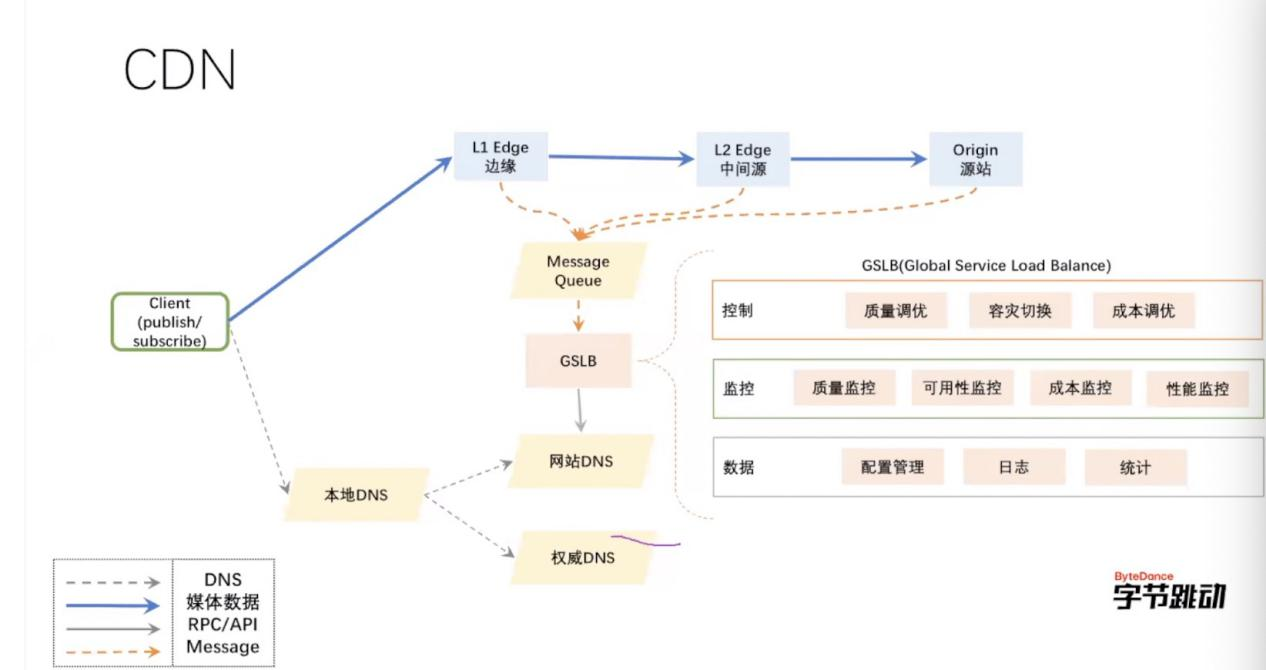 CDN
L1 Edge
边缘
L2 Edge
中间源
Origin
源站
Message
Queue
GSLB(Global Service Load Balance)
Client
(publish/
subscribe)
控制
质量调优
容灾切换
成本调优
GSLB
监控
质量监控
可用性监控
成本监控
性能监控
网站DNS
数据
配置管理
日志
统计
本地DNS
权威DNS
DNS
媒体数据
RPC/API
Message
ByteDance
字节跳动